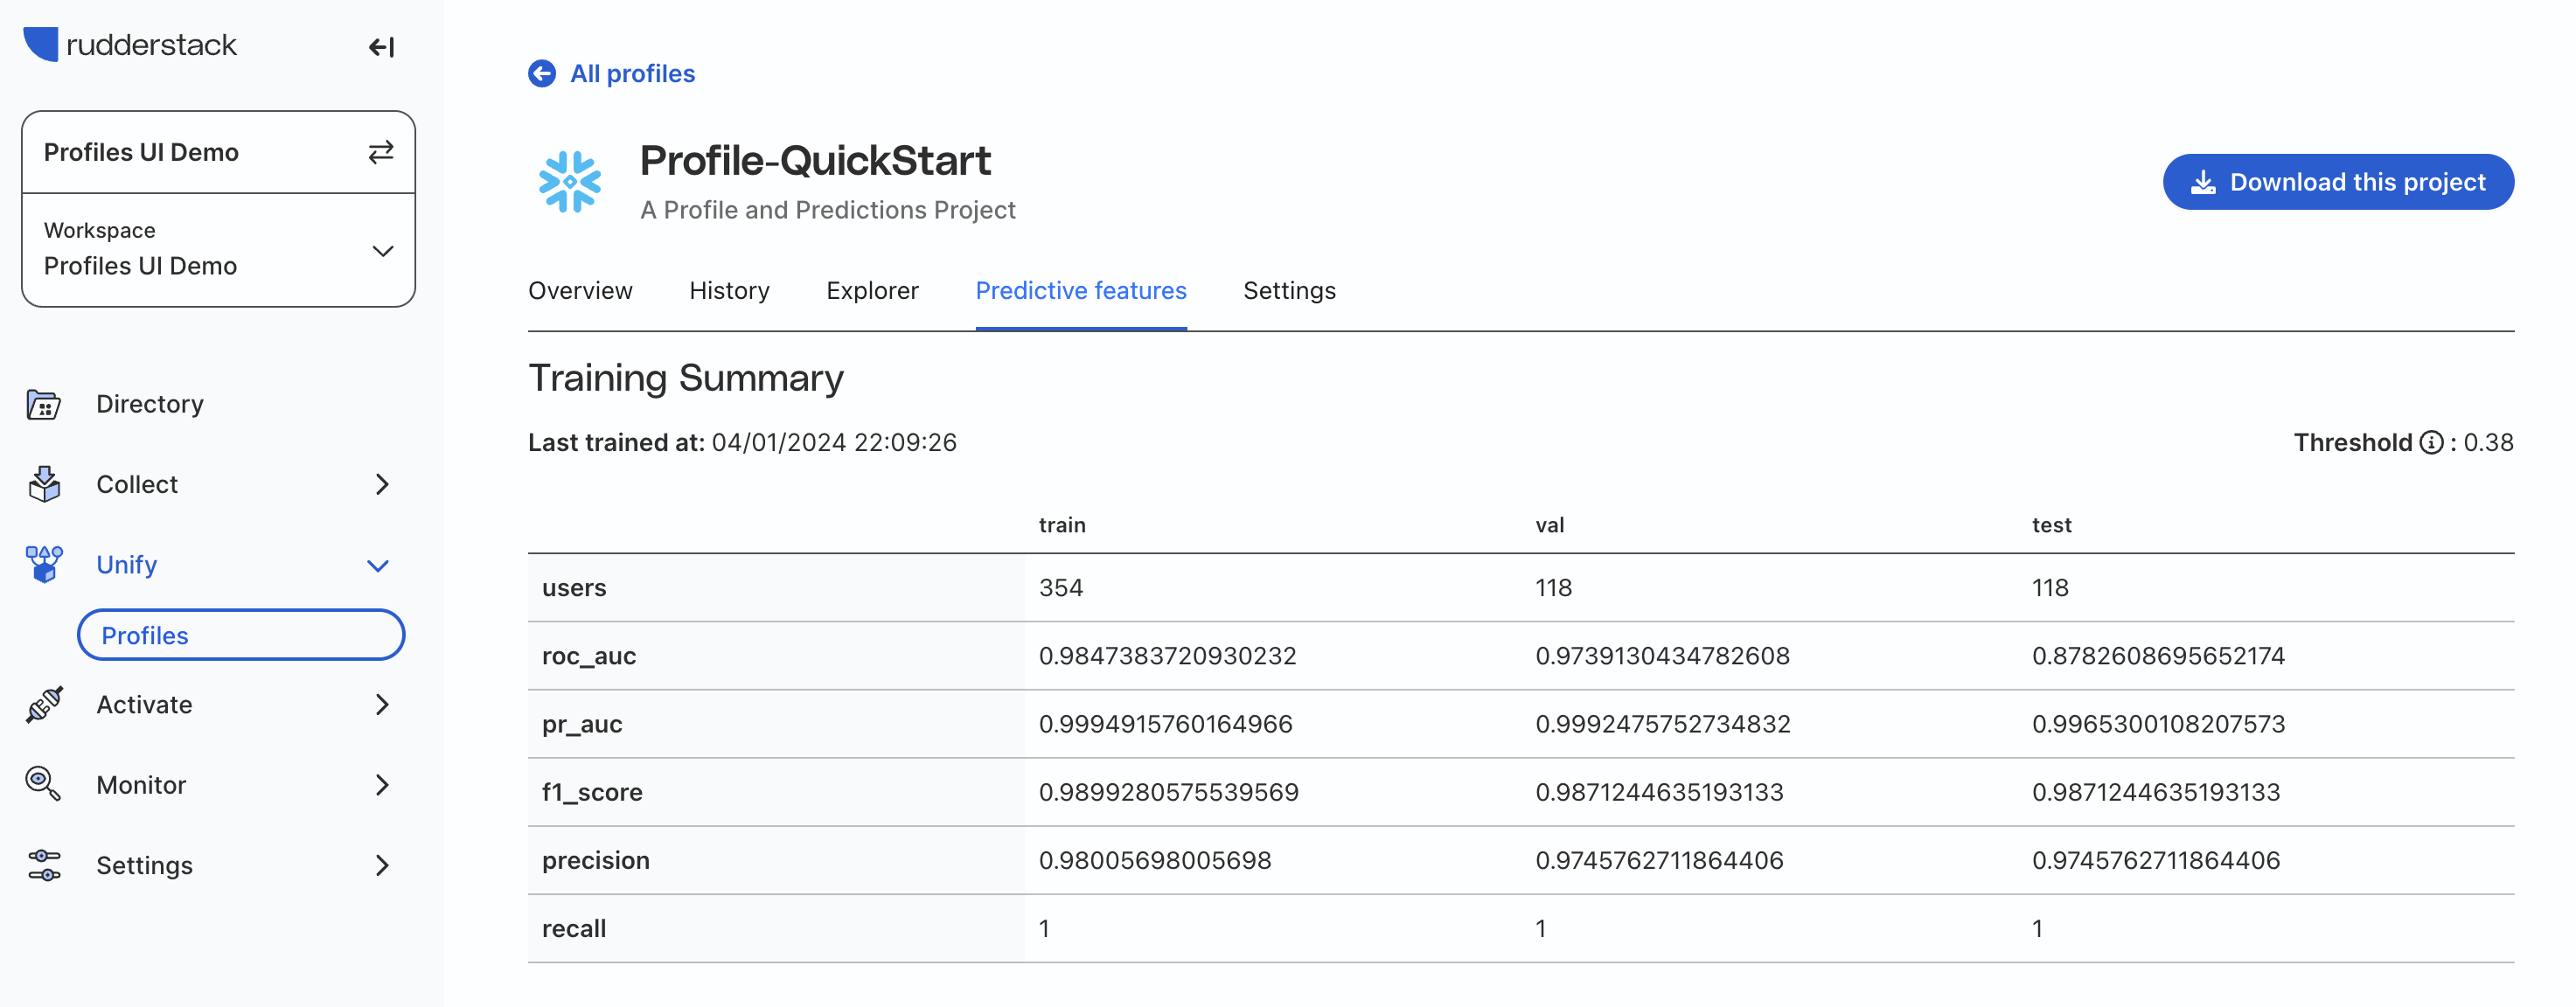 rudderstack
Profiles UI Demo
Workspace
Profiles UI Demo
Directory
Collect
Unify
Profiles
Activate
Monitor
Settings
All profiles
Profile-QuickStart
A Profile and Predictions Project
Download this project
Overview History Explorer Predictive features Settings
Training Summary
Last trained at: 04/01/2024 22:09:26 Threshold : 0.38
train val test
users 354 118 118
roc_auc 0.9847383720930232 0.9739130434782608 0.8782608695652174
pr_auc 0.9994915760164966 0.9992475752734832 0.9965300108207573
f1_score 0.9899280575539569 0.9871244635193133 0.9871244635193133
precision 0.98005698005698 0.9745762711864406 0.9745762711864406
recall 1 1 1